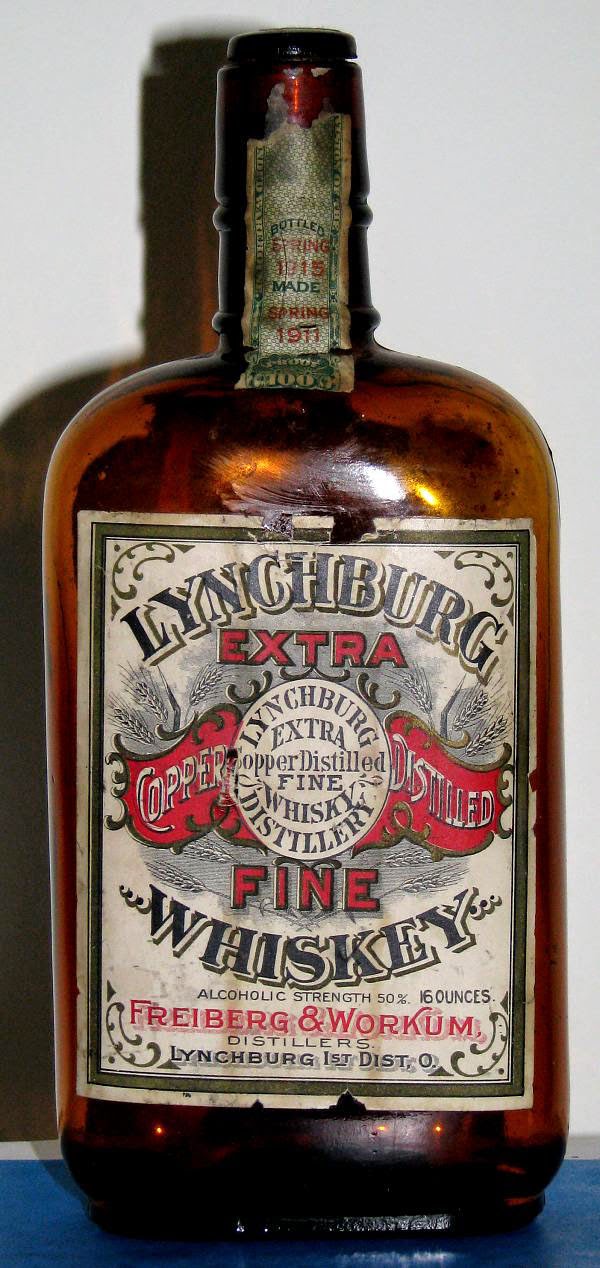 BOTTLED
SPRING
1915
MADE
SPRING
1911
100
LYNCHBURG
EXTRA
COPPER DISTILLED
LYNCHBURG
EXTRA
Copper Distilled
FINE
WHISKY
DISTILLERY
FINE
WHISKEY
ALCOHOLIC STRENGTH 50%. 16 OUNCES.
FREIBERG & WORKUM,
DISTILLERS.
LYNCHBURG 1ST DIST, O.